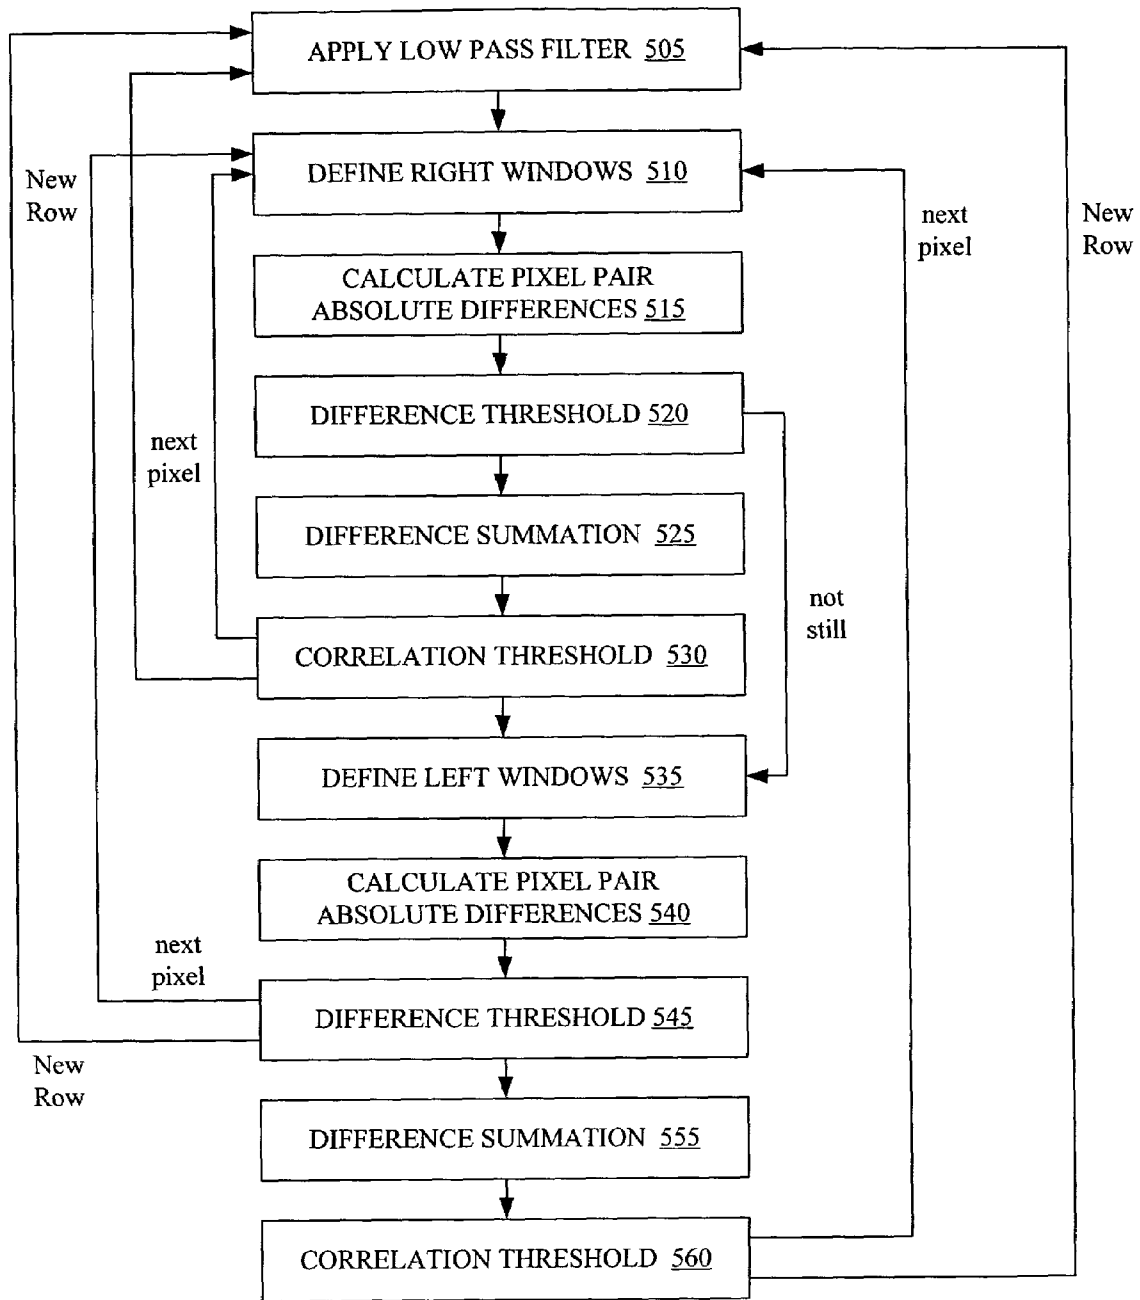 APPLY LOW PASS FILTER 505
DEFINE RIGHT WINDOWS 510
New
Row
next
pixel
New
Row
CALCULATE PIXEL PAIR
ABSOLUTE DIFFERENCES 515
DIFFERENCE THRESHOLD 520
next
pixel
DIFFERENCE SUMMATION 525
not
still
CORRELATION THRESHOLD 530
DEFINE LEFT WINDOWS 535
CALCULATE PIXEL PAIR
ABSOLUTE DIFFERENCES 540
next
pixel
DIFFERENCE THRESHOLD 545
New
Row
DIFFERENCE SUMMATION 555
CORRELATION THRESHOLD 560